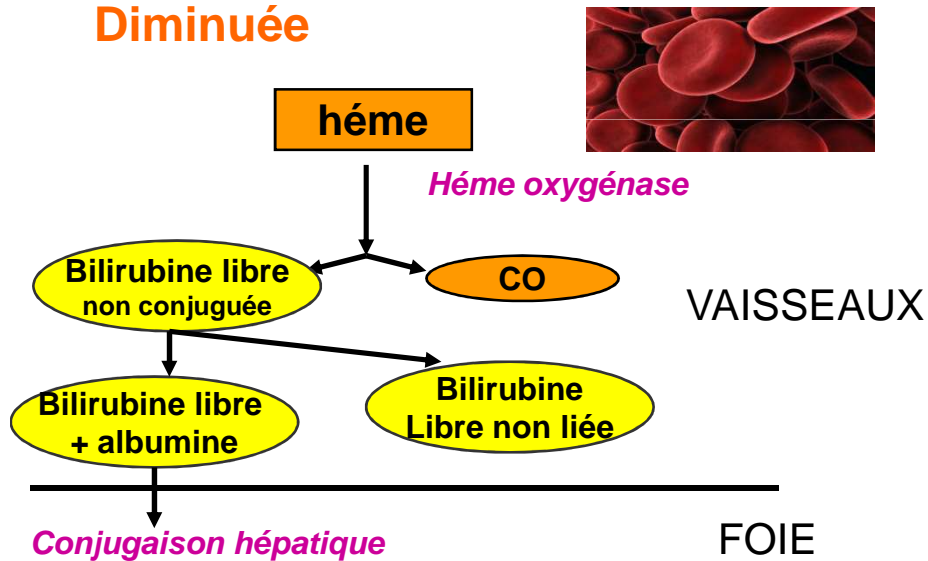 Diminuée
héme
Héme oxygénase
Bilirubine libre
non conjuguée
CO
VAISSEAUX
Bilirubine libre
+ albumine
Bilirubine
Libre non liée
Conjugaison hépatique
FOIE